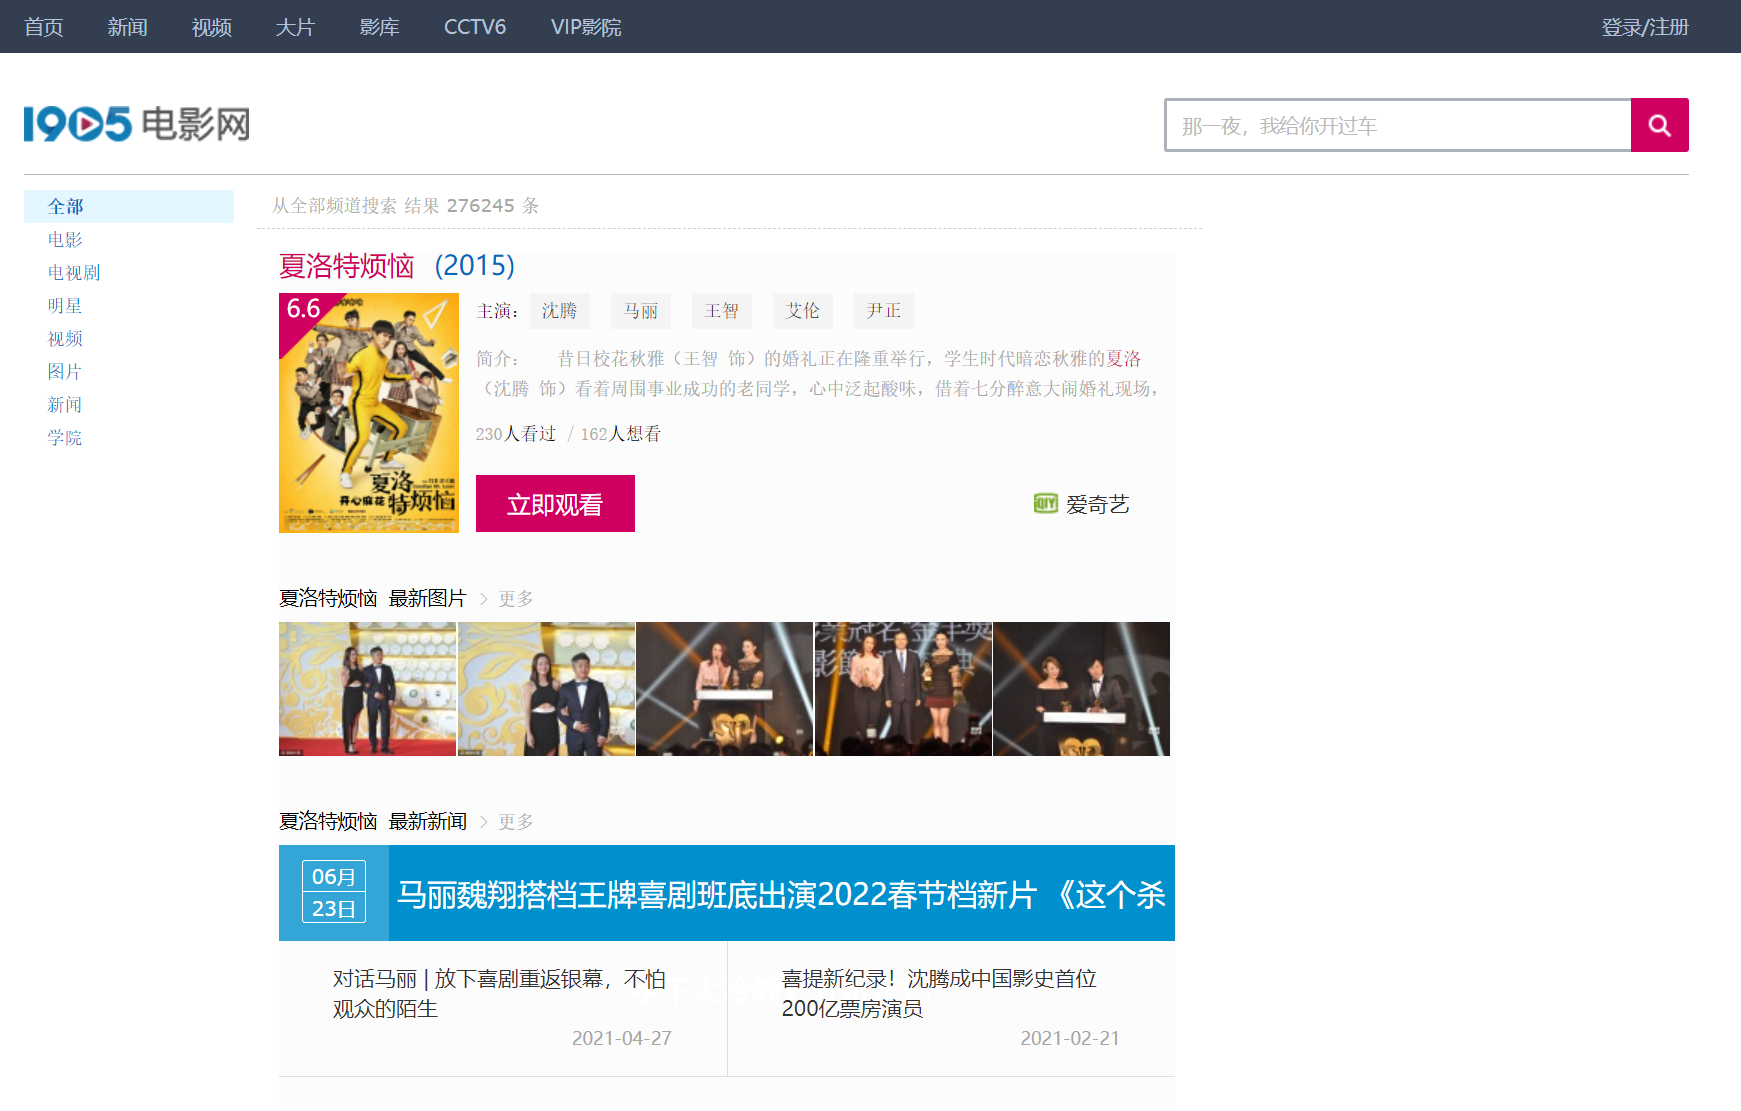 首页 新闻 视频 大片 影库 CCTV6 VIP影院 登录/注册
1905 电影网
那一夜，我给你开过车
全部
电影
电视剧
明星
视频
图片
新闻
学院
从全部频道搜索 结果 276245 条
夏洛特烦恼 (2015)
6.6
夏洛
特烦恼
开心麻花
主演： 沈腾 马丽 王智 艾伦 尹正
简介： 昔日校花秋雅（王智 饰）的婚礼正在隆重举行，学生时代暗恋秋雅的夏洛
（沈腾 饰）看着周围事业成功的老同学，心中泛起酸味，借着七分醉意大闹婚礼现场，
230人看过 / 162人想看
立即观看
QIY 爱奇艺
夏洛特烦恼 最新图片 > 更多
夏洛特烦恼 最新新闻 > 更多
06月
23日
马丽魏翔搭档王牌喜剧班底出演2022春节档新片 《这个杀
对话马丽 | 放下喜剧重返银幕，不怕
观众的陌生
2021-04-27
喜提新纪录！沈腾成中国影史首位
200亿票房演员
2021-02-21